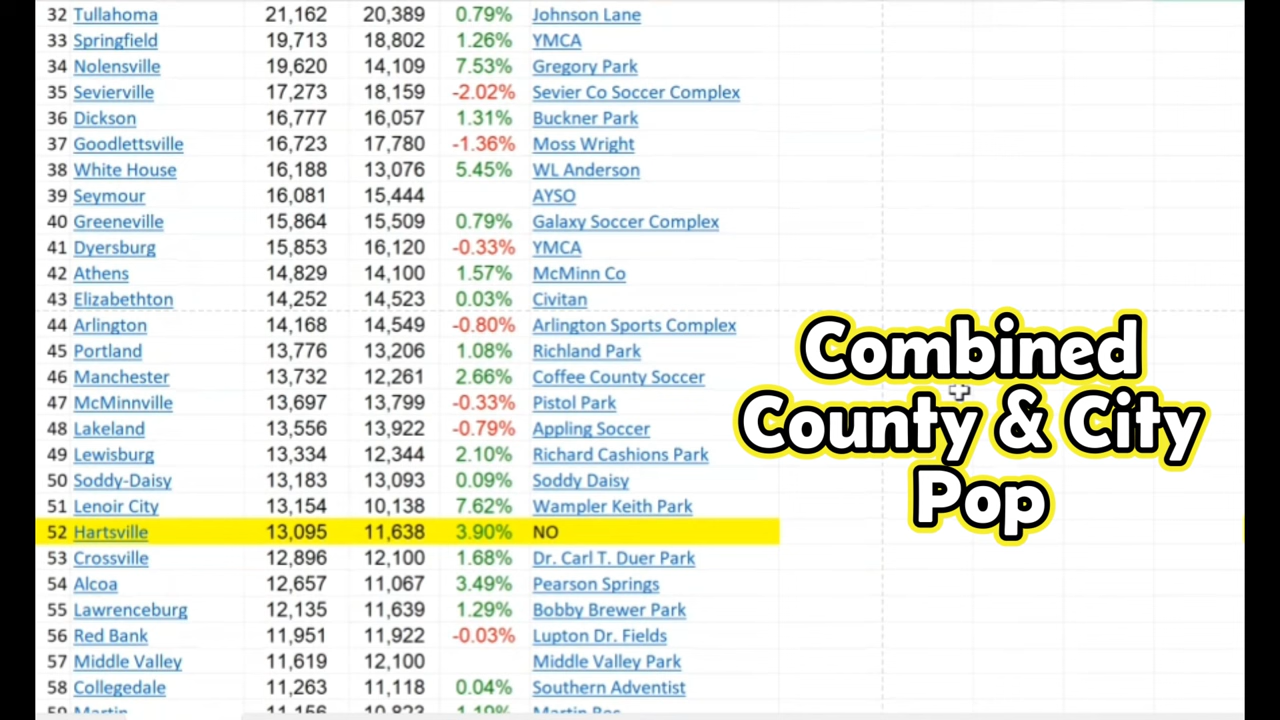 32 Tullahoma 21,162 20,389 0.79% Johnson Lane
33 Springfield 19,713 18,802 1.26% YMCA
34 Nolensville 19,620 14,109 7.53% Gregory Park
35 Sevierville 17,273 18,159 -2.02% Sevier Co Soccer Complex
36 Dickson 16,777 16,057 1.31% Buckner Park
37 Goodlettsville 16,723 17,780 -1.36% Moss Wright
38 White House 16,188 13,076 5.45% WL Anderson
39 Seymour 16,081 15,444 AYSO
40 Greeneville 15,864 15,509 0.79% Galaxy Soccer Complex
41 Dyersburg 15,853 16,120 -0.33% YMCA
42 Athens 14,829 14,100 1.57% McMinn Co
43 Elizabethton 14,252 14,523 0.03% Civitan
44 Arlington 14,168 14,549 -0.80% Arlington Sports Complex
45 Portland 13,776 13,206 1.08% Richland Park
46 Manchester 13,732 12,261 2.66% Coffee County Soccer
47 McMinnville 13,697 13,799 -0.33% Pistol Park
48 Lakeland 13,556 13,922 -0.79% Appling Soccer
49 Lewisburg 13,334 12,344 2.10% Richard Cashions Park
50 Soddy-Daisy 13,183 13,093 0.09% Soddy Daisy
51 Lenoir City 13,154 10,138 7.62% Wampler Keith Park
52 Hartsville 13,095 11,638 3.90% NO
53 Crossville 12,896 12,100 1.68% Dr. Carl T. Duer Park
54 Alcoa 12,657 11,067 3.49% Pearson Springs
55 Lawrenceburg 12,135 11,639 1.29% Bobby Brewer Park
56 Red Bank 11,951 11,922 -0.03% Lupton Dr. Fields
57 Middle Valley 11,619 12,100 Middle Valley Park
58 Collegedale 11,263 11,118 0.04% Southern Adventist
59 Martin 11,156 10,823 1.19% Martin Rec
Combined
County & City
Pop